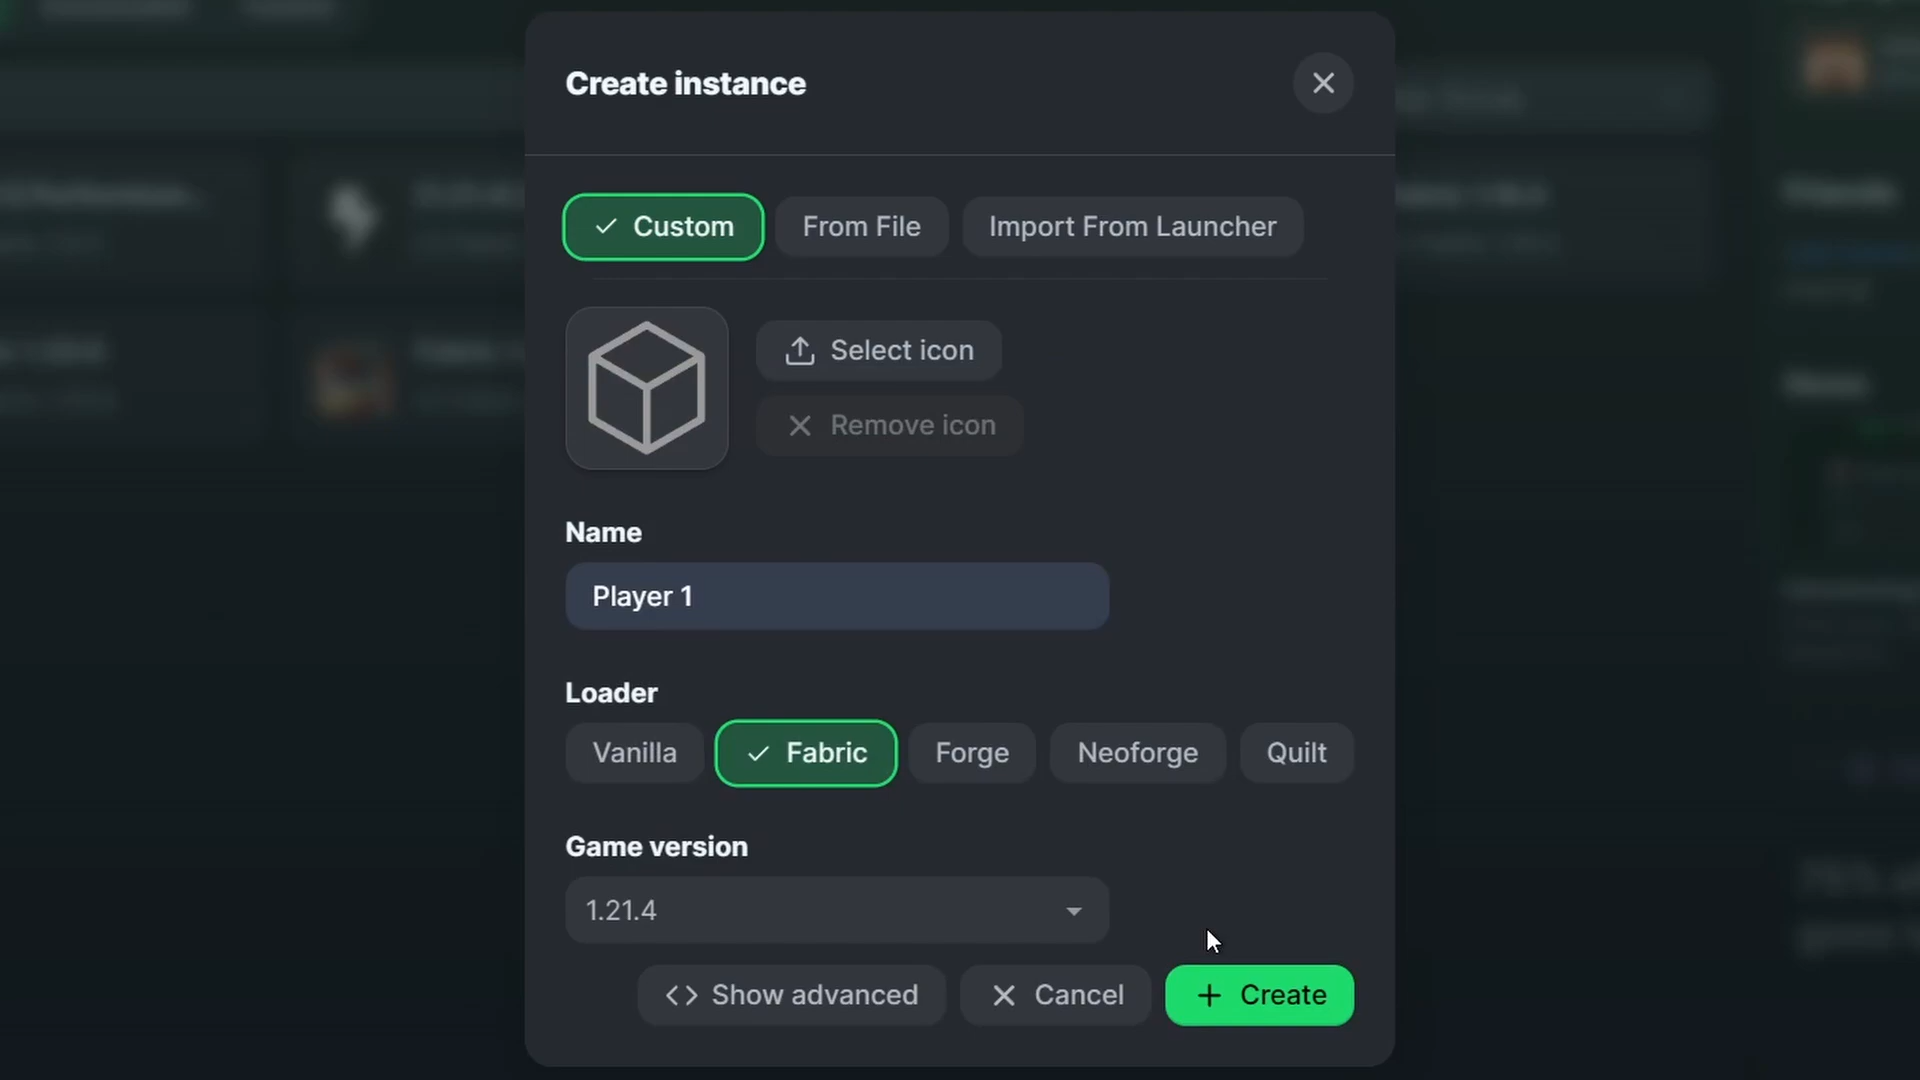 Create instance
Custom
From File
Import From Launcher
Select icon
Remove icon
Name
Player 1
Loader
Vanilla
Fabric
Forge
Neoforge
Quilt
Game version
1.21.4
Show advanced
Cancel
Create